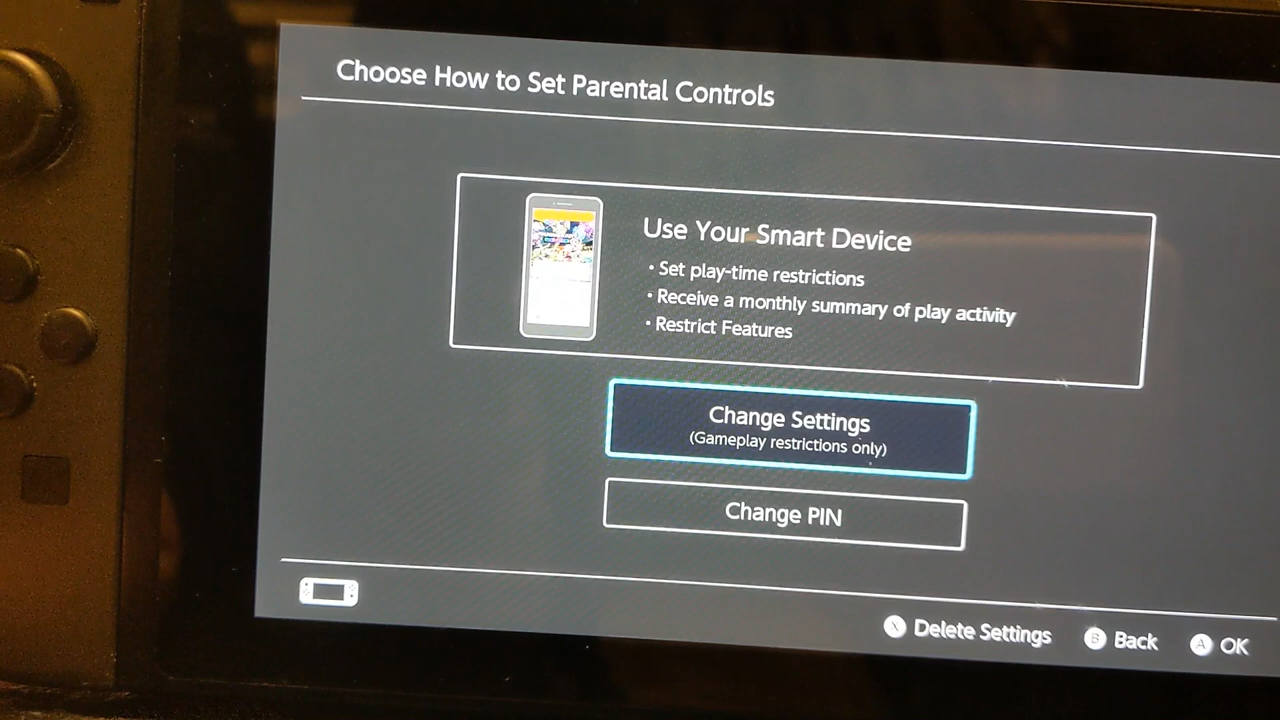 Choose How to Set Parental Controls
Use Your Smart Device
· Set play-time restrictions
· Receive a monthly summary of play activity
· Restrict Features
Change Settings
(Gameplay restrictions only)
Change PIN
X Delete Settings B Back A OK